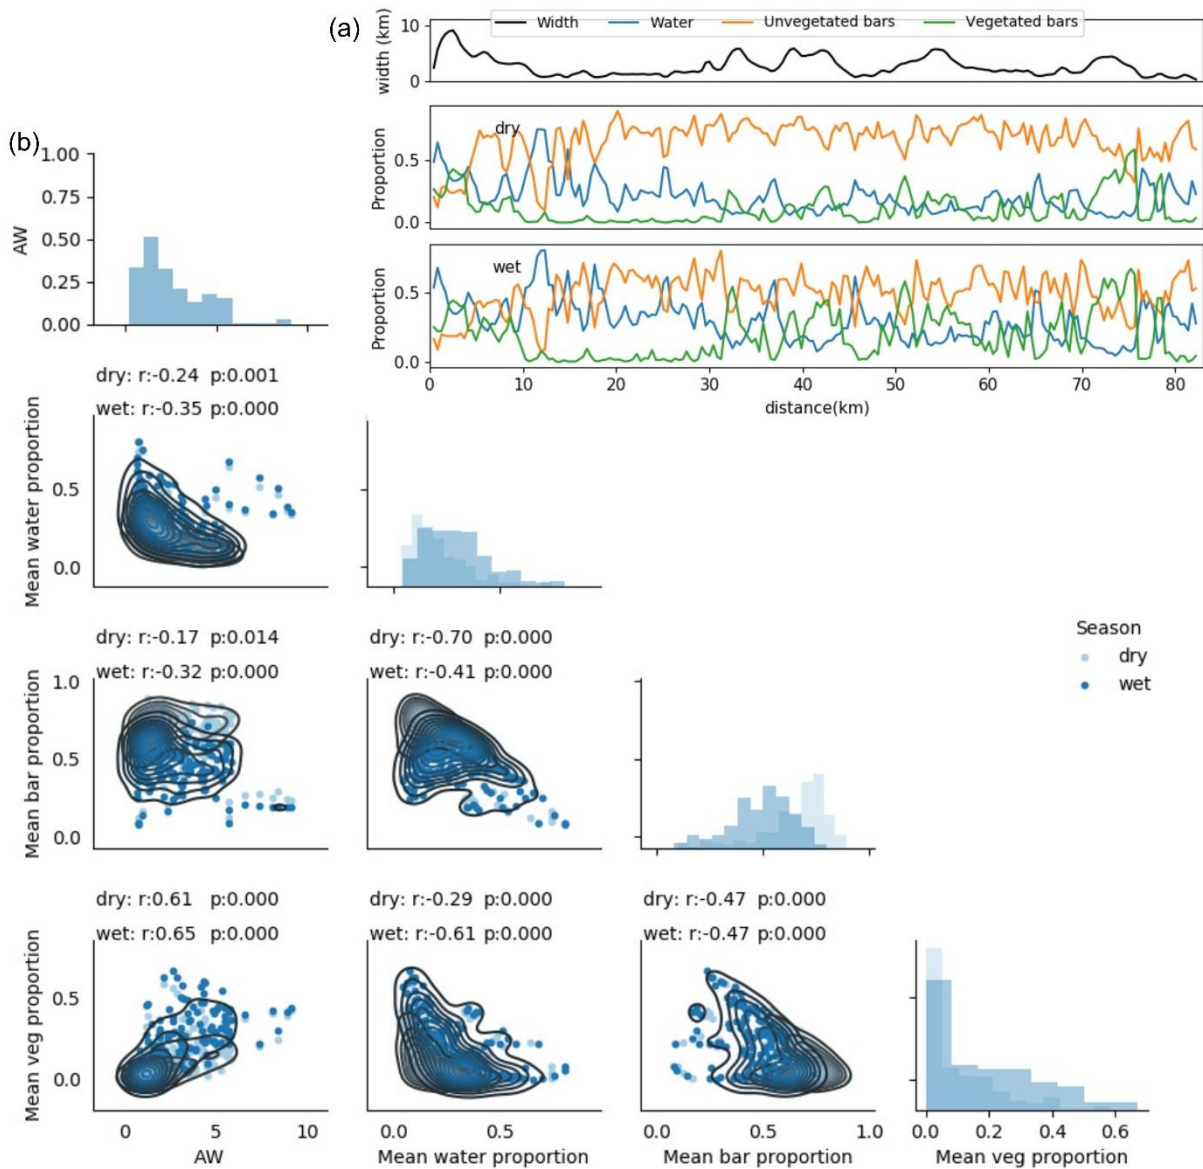 (a)
Width Water Unvegetated bars Vegetated bars
width (km)
10
0
dry
Proportion
0.5
0.0
wet
Proportion
0.5
0.0
0 10 20 30 40 50 60 70 80
distance(km)
(b)
AW
1.00
0.75
0.50
0.25
0.00
dry: r:-0.24 p:0.001
wet: r:-0.35 p:0.000
Mean water proportion
0.5
0.0
dry: r:-0.17 p:0.014
wet: r:-0.32 p:0.000
dry: r:-0.70 p:0.000
wet: r:-0.41 p:0.000
Mean bar proportion
1.0
0.5
0.0
Season
dry
wet
dry: r:0.61 p:0.000
wet: r:0.65 p:0.000
dry: r:-0.29 p:0.000
wet: r:-0.61 p:0.000
dry: r:-0.47 p:0.000
wet: r:-0.47 p:0.000
Mean veg proportion
0.5
0.0
0 5 10
AW
Mean water proportion
0.0 0.5 1.0
Mean bar proportion
0.0 0.2 0.4 0.6
Mean veg proportion